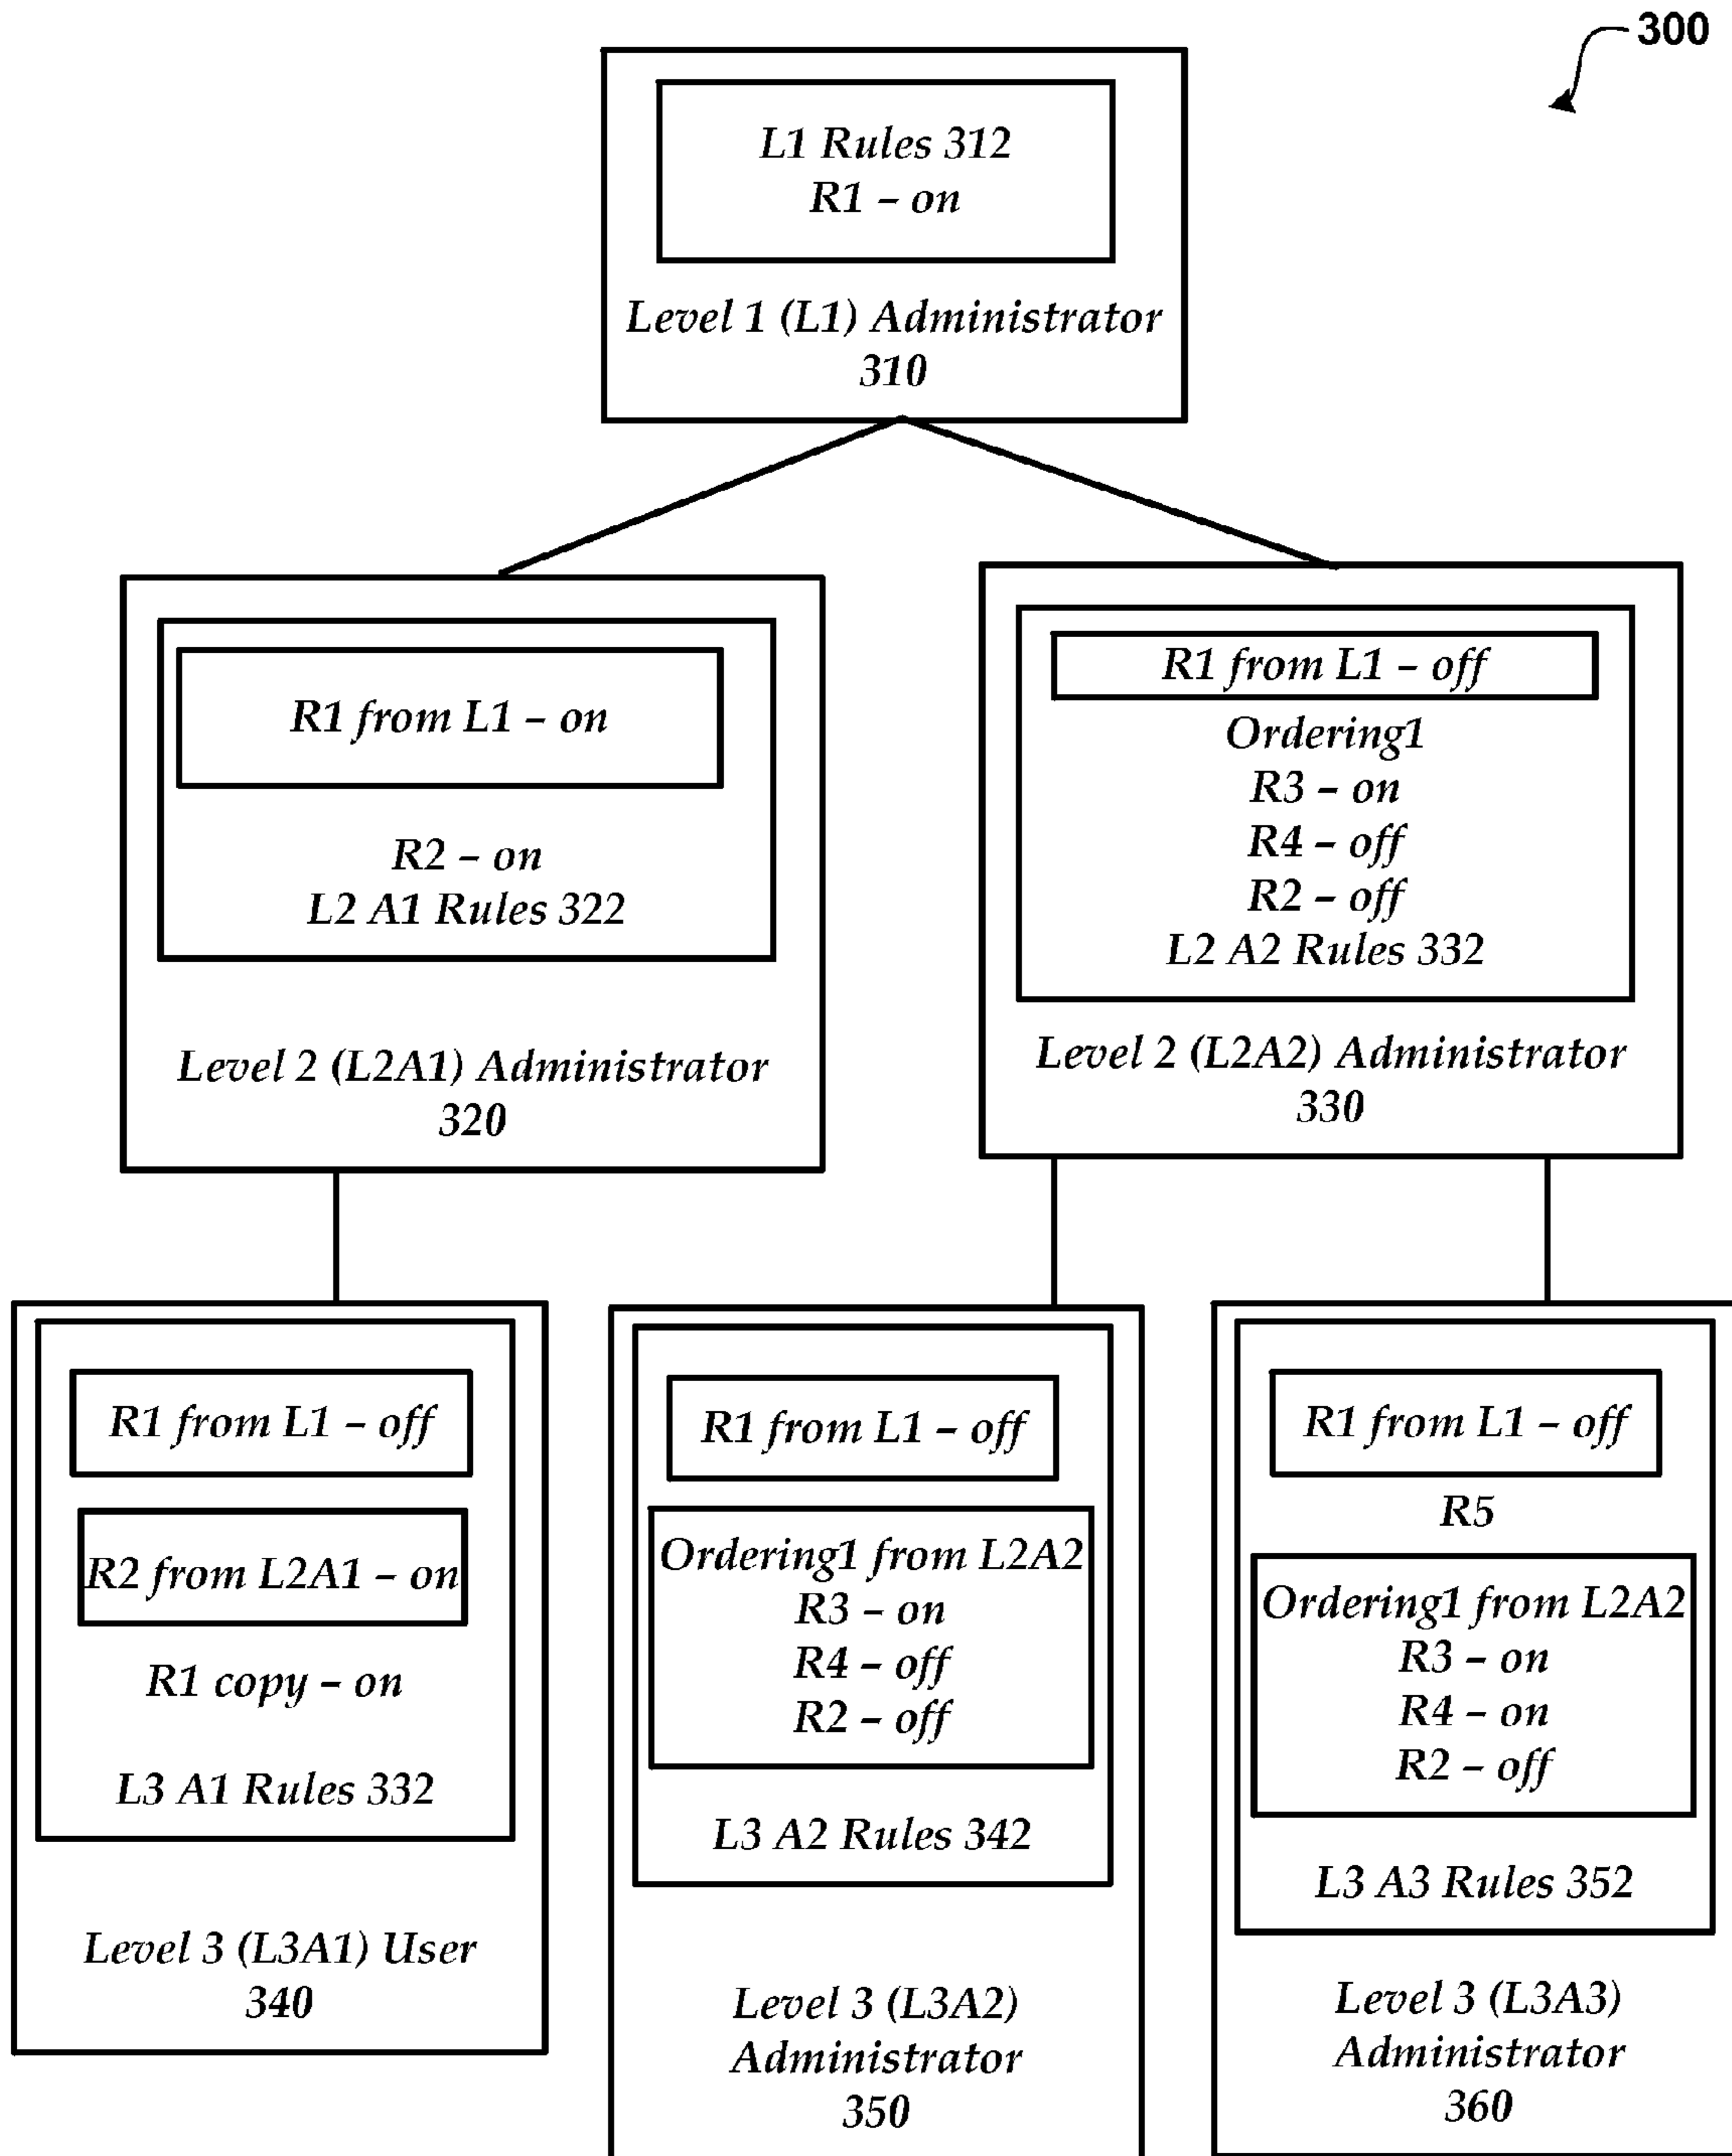 300
L1 Rules 312
R1 – on
Level 1 (L1) Administrator
310
R1 from L1 – on
R2 – on
L2 A1 Rules 322
Level 2 (L2A1) Administrator
320
R1 from L1 – off
Ordering1
R3 – on
R4 – off
R2 – off
L2 A2 Rules 332
Level 2 (L2A2) Administrator
330
R1 from L1 – off
R2 from L2A1 – on
R1 copy – on
L3 A1 Rules 332
Level 3 (L3A1) User
340
R1 from L1 – off
Ordering1 from L2A2
R3 – on
R4 – off
R2 – off
L3 A2 Rules 342
Level 3 (L3A2)
Administrator
350
R1 from L1 – off
R5
Ordering1 from L2A2
R3 – on
R4 – on
R2 – off
L3 A3 Rules 352
Level 3 (L3A3)
Administrator
360